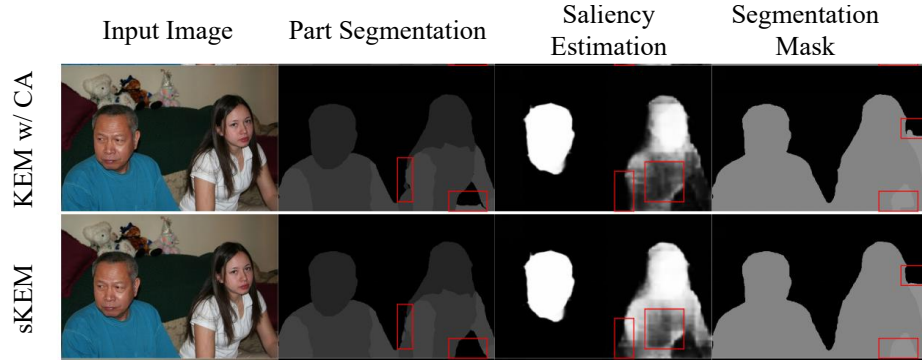 Input Image
Part Segmentation
Saliency
Estimation
Segmentation
Mask
KEM w/ CA
sKEM